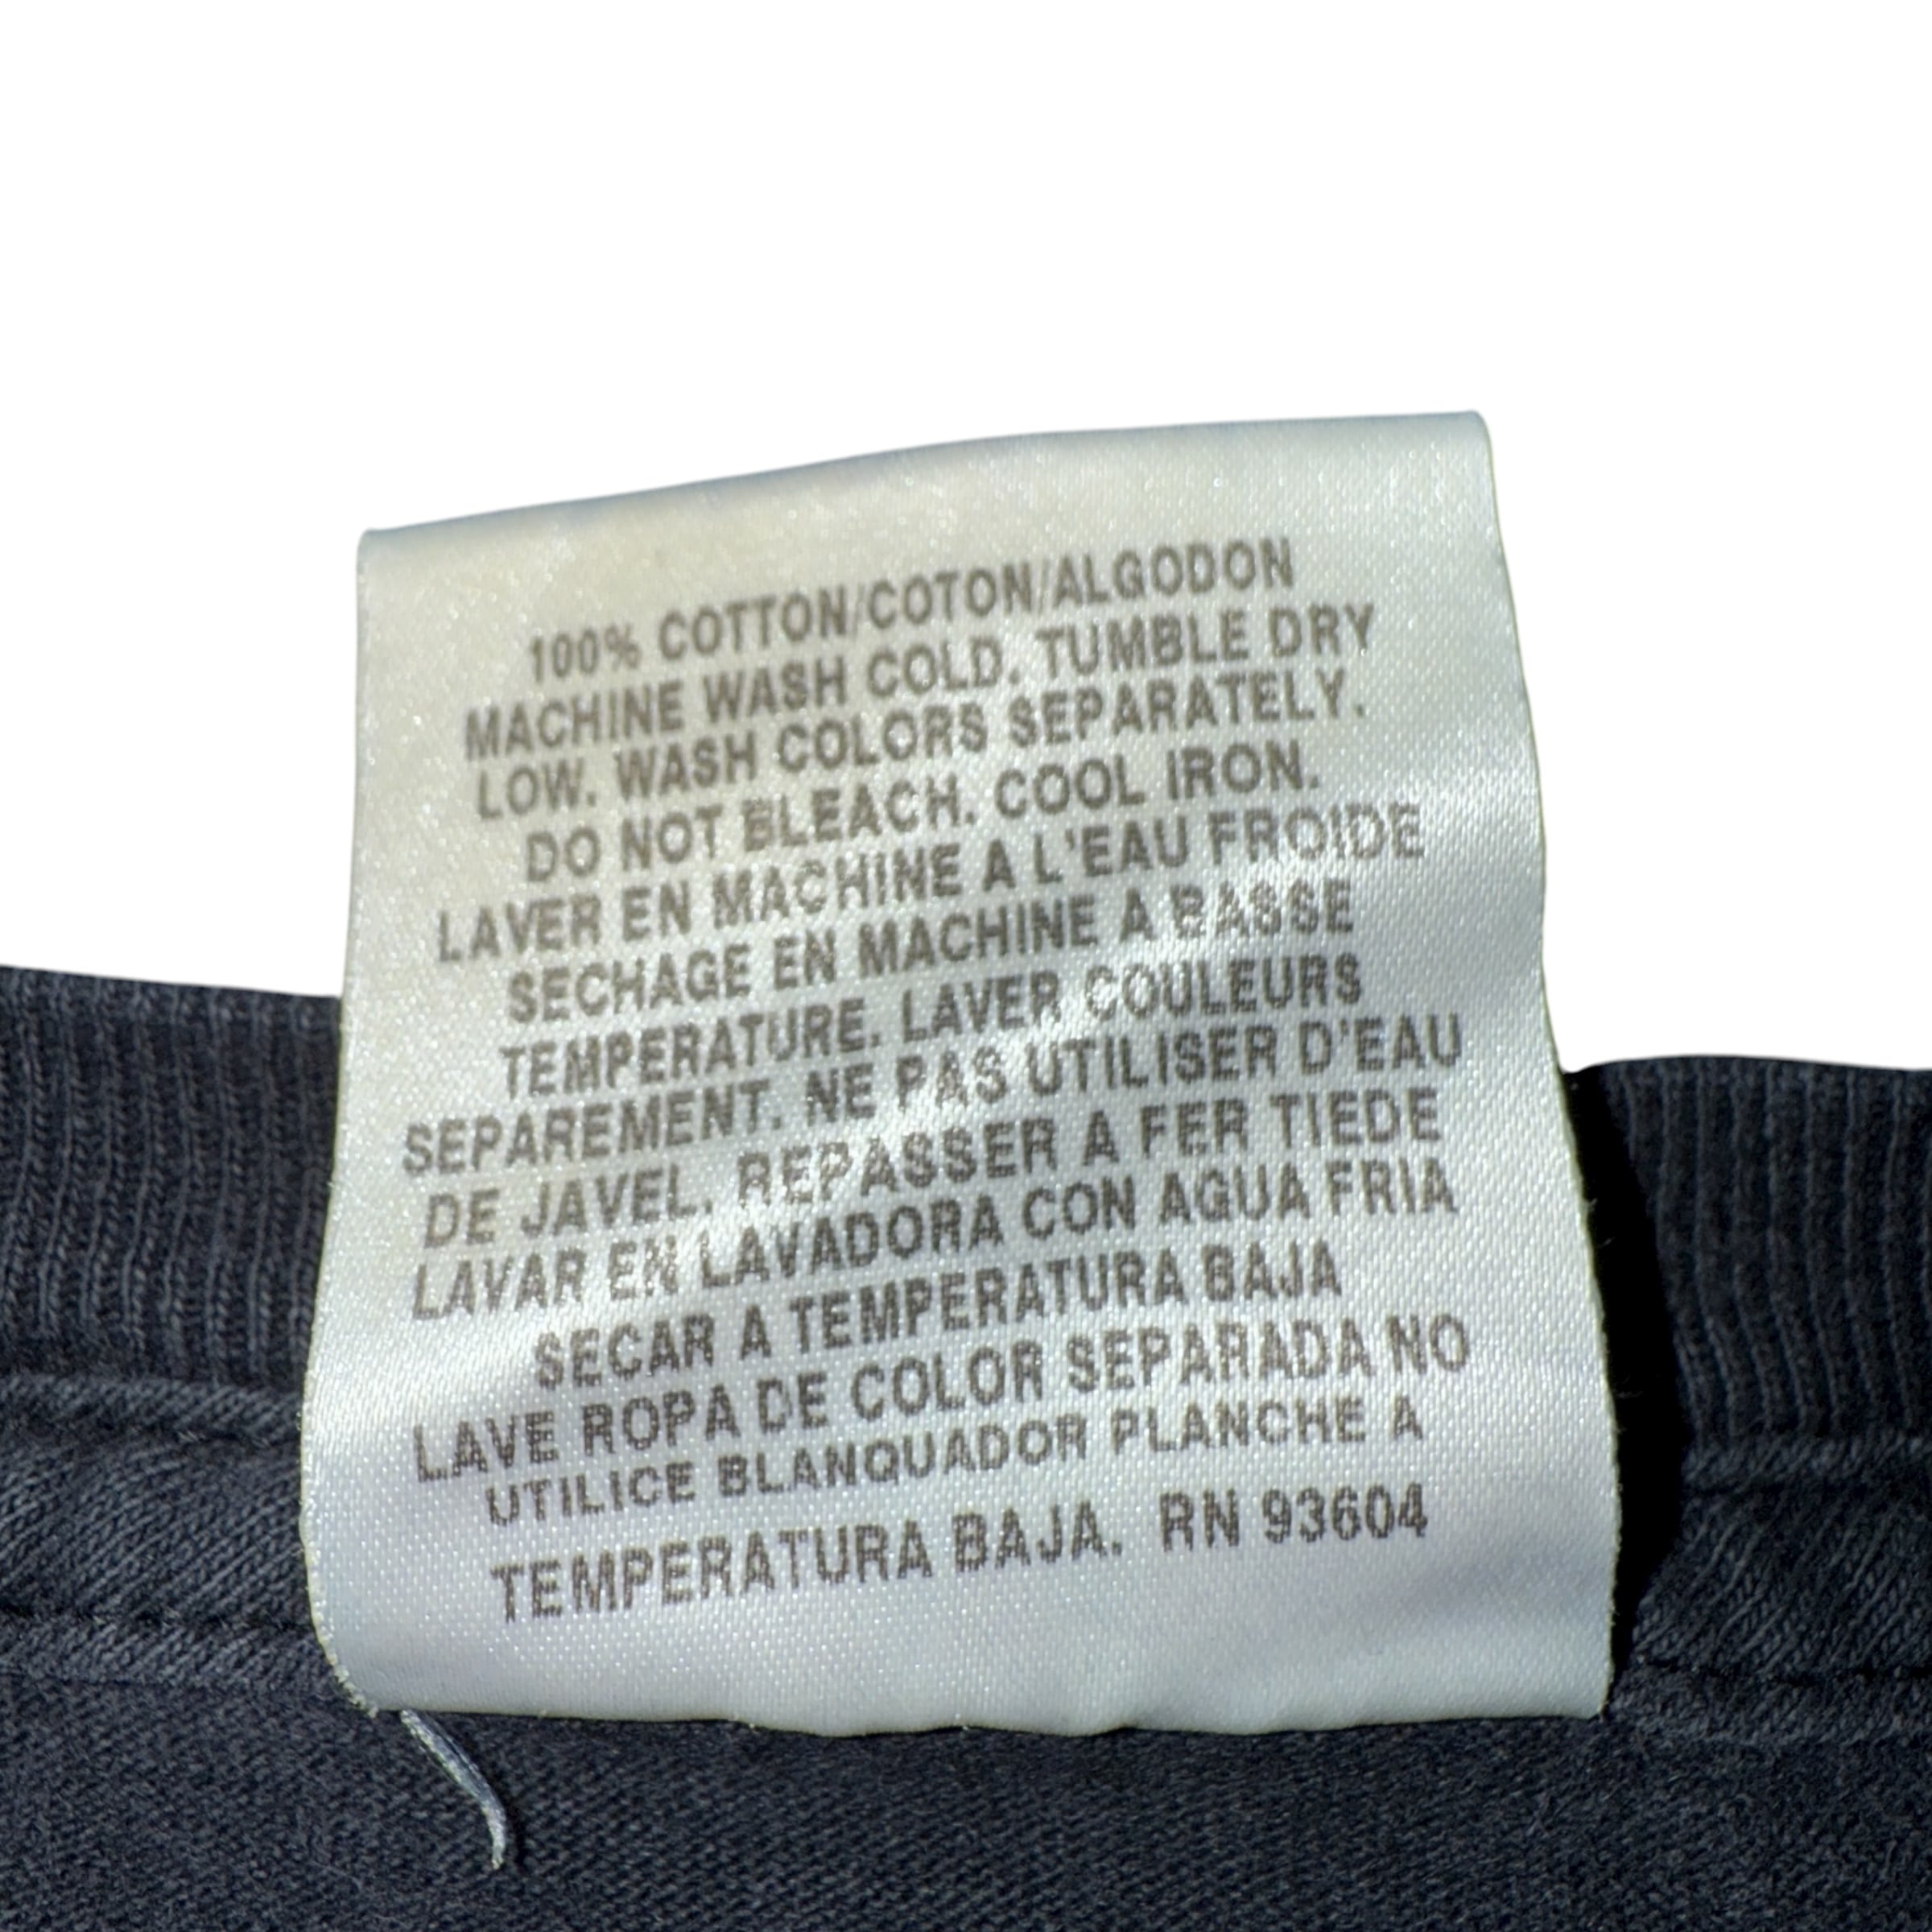 100% COTTON/COTON/ALGODON
MACHINE WASH COLD. TUMBLE DRY
LOW. WASH COLORS SEPARATELY.
DO NOT BLEACH. COOL IRON.
LAVER EN MACHINE A L'EAU FROIDE
SECHAGE EN MACHINE A BASSE
TEMPERATURE. LAVER COULEURS
SEPAREMENT. NE PAS UTILISER D'EAU
DE JAVEL. REPASSER A FER TIEDE
LAVAR EN LAVADORA CON AGUA FRIA
SECAR A TEMPERATURA BAJA
LAVE ROPA DE COLOR SEPARADA NO
UTILICE BLANQUADOR PLANCHE A
TEMPERATURA BAJA. RN 93604